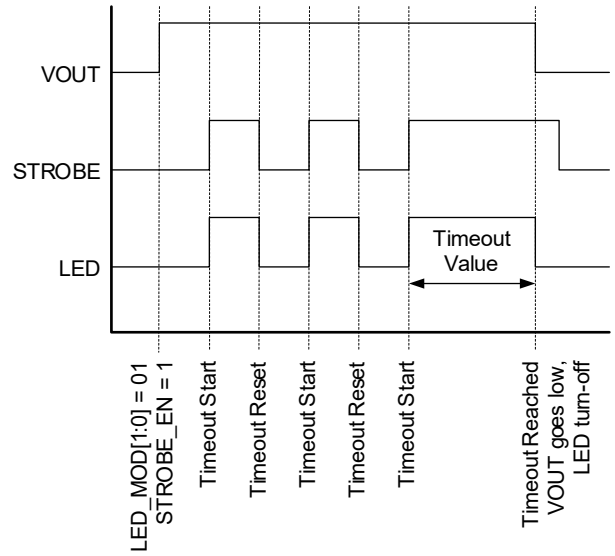 VOUT
STROBE
LED
Timeout
Value
LED_MOD[1:0] = 01
STROBE_EN = 1
Timeout Start
Timeout Reset
Timeout Start
Timeout Reset
Timeout Start
Timeout Reached
VOUT goes low,
LED turn-off